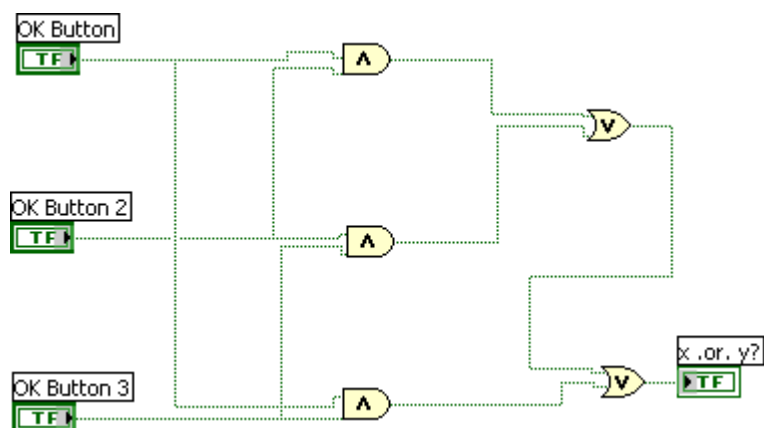 OK Button
TF
Λ
V
OK Button 2
TF
Λ
x .or. y?
TF
V
OK Button 3
TF
Λ